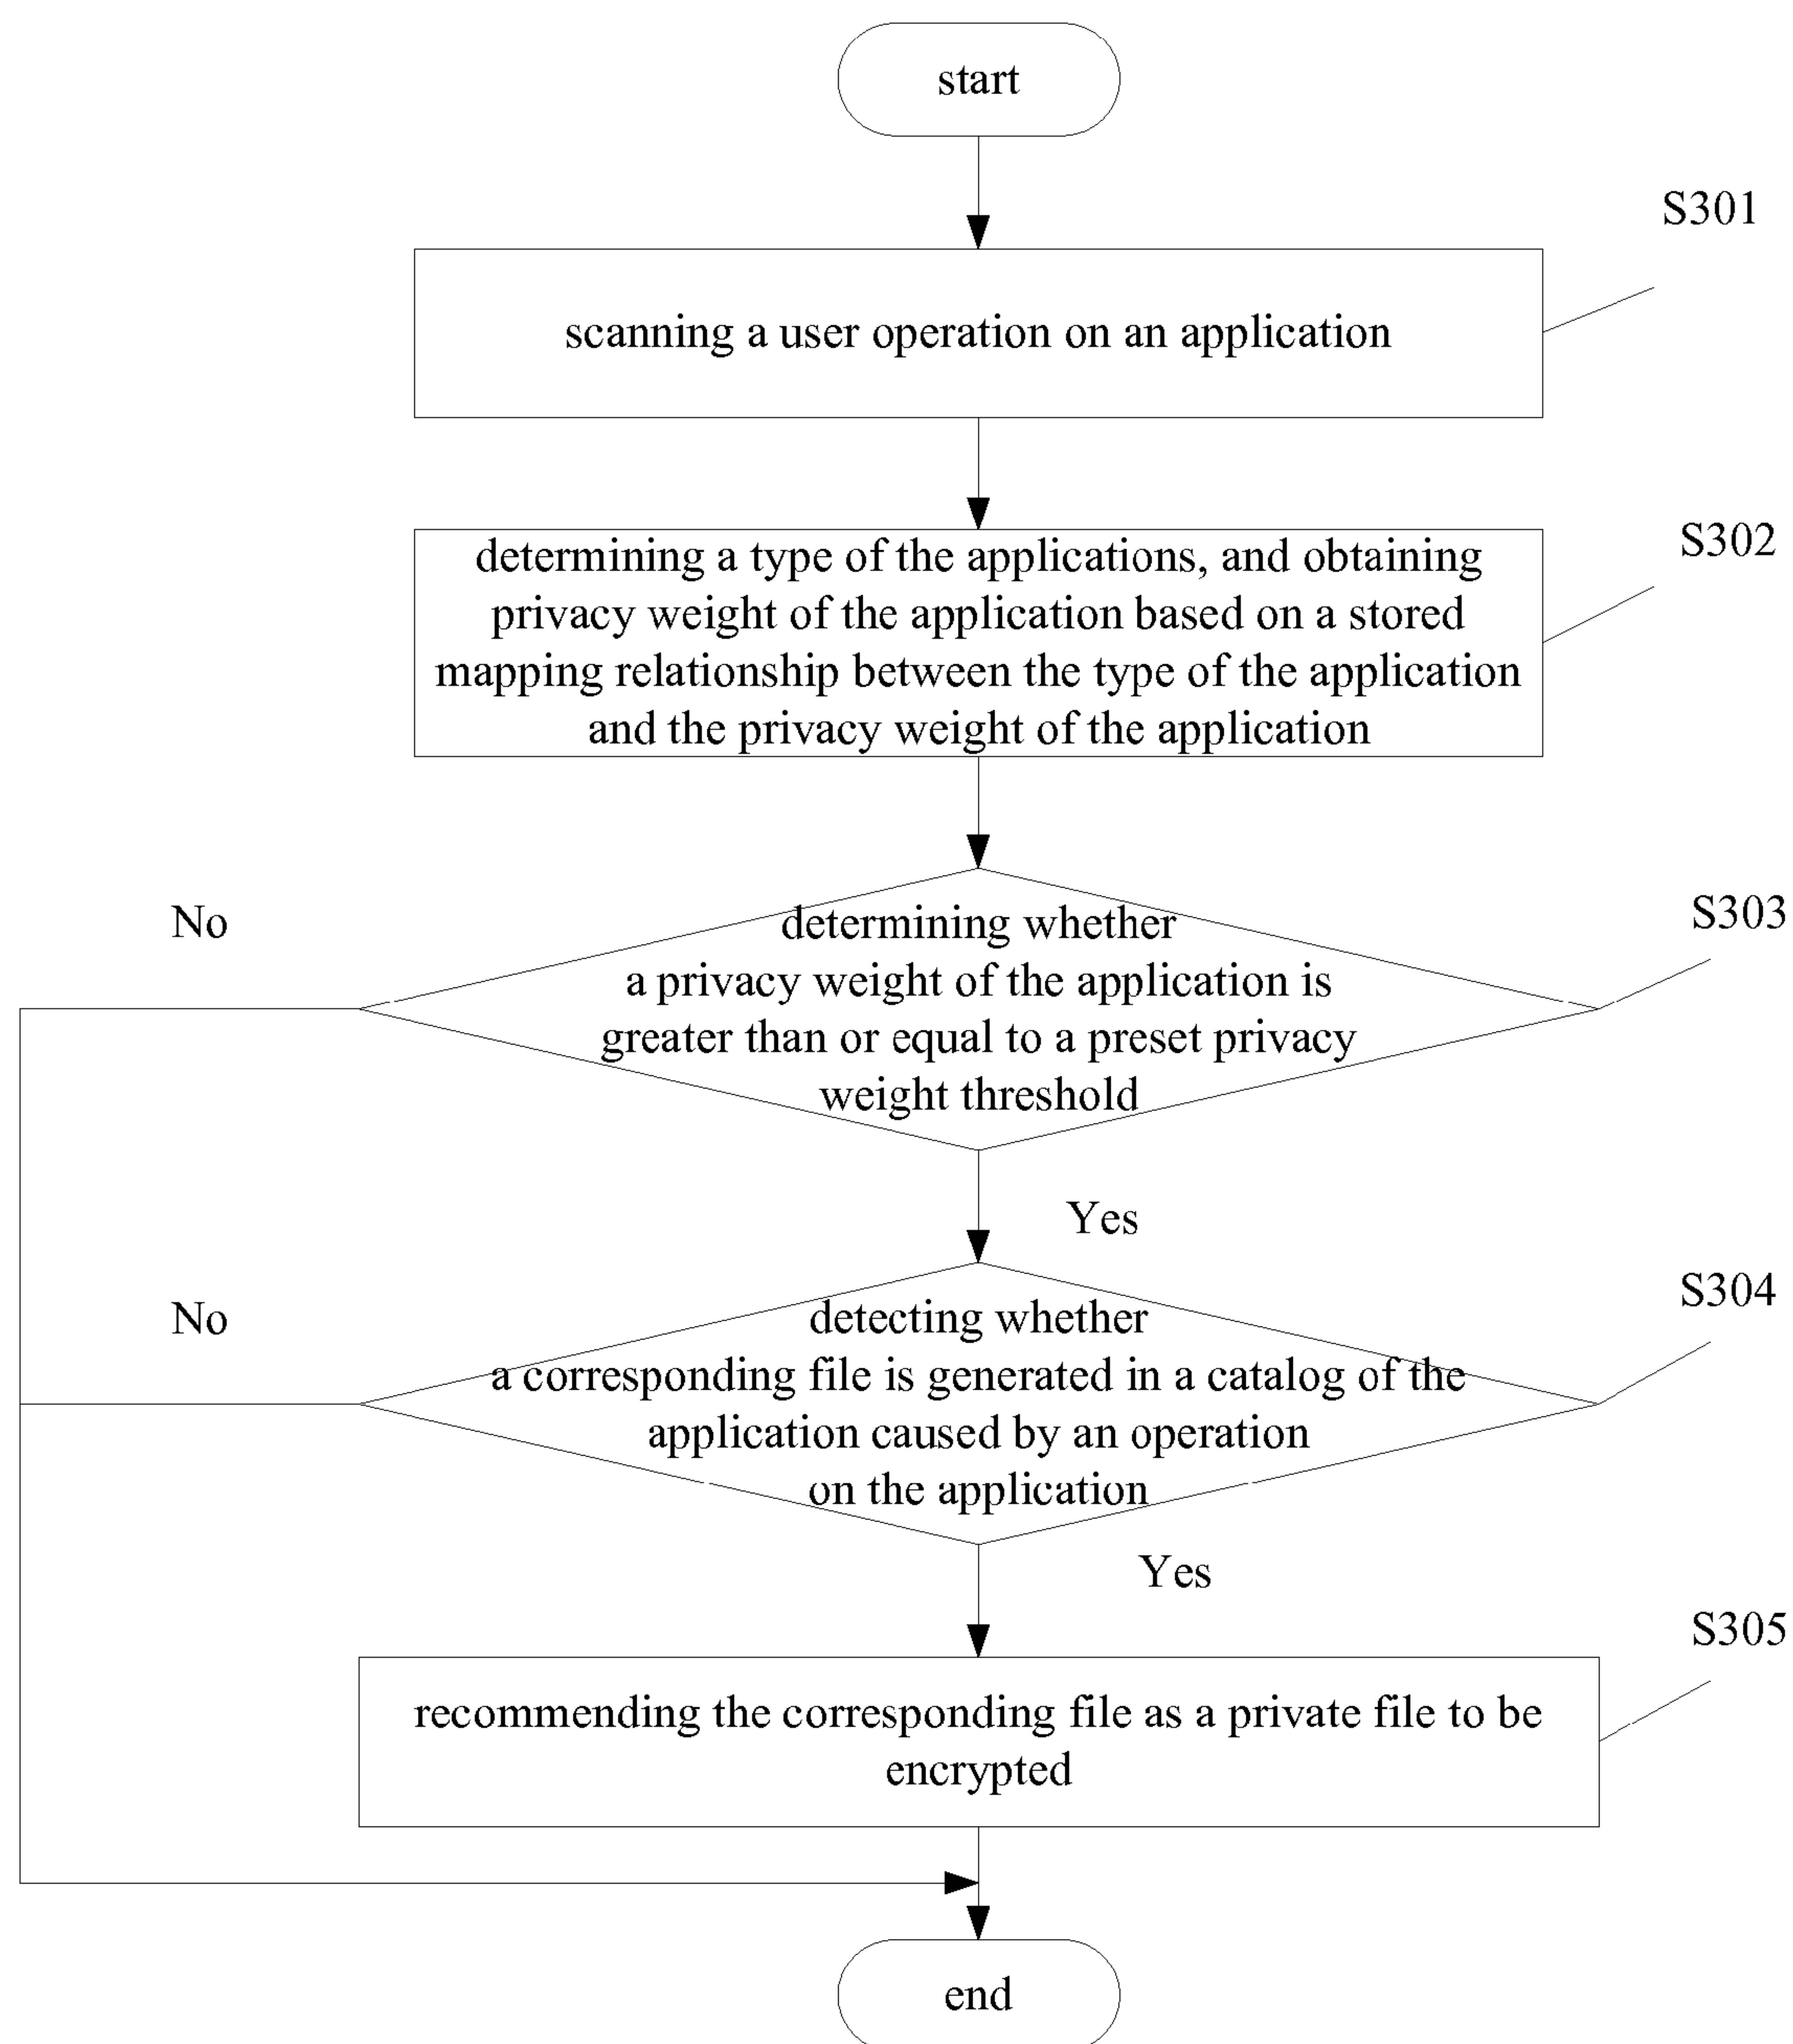 start
S301
scanning a user operation on an application
S302
determining a type of the applications, and obtaining
privacy weight of the application based on a stored
mapping relationship between the type of the application
and the privacy weight of the application
No
S303
determining whether
a privacy weight of the application is
greater than or equal to a preset privacy
weight threshold
Yes
No
S304
detecting whether
a corresponding file is generated in a catalog of the
application caused by an operation
on the application
Yes
S305
recommending the corresponding file as a private file to be
encrypted
end